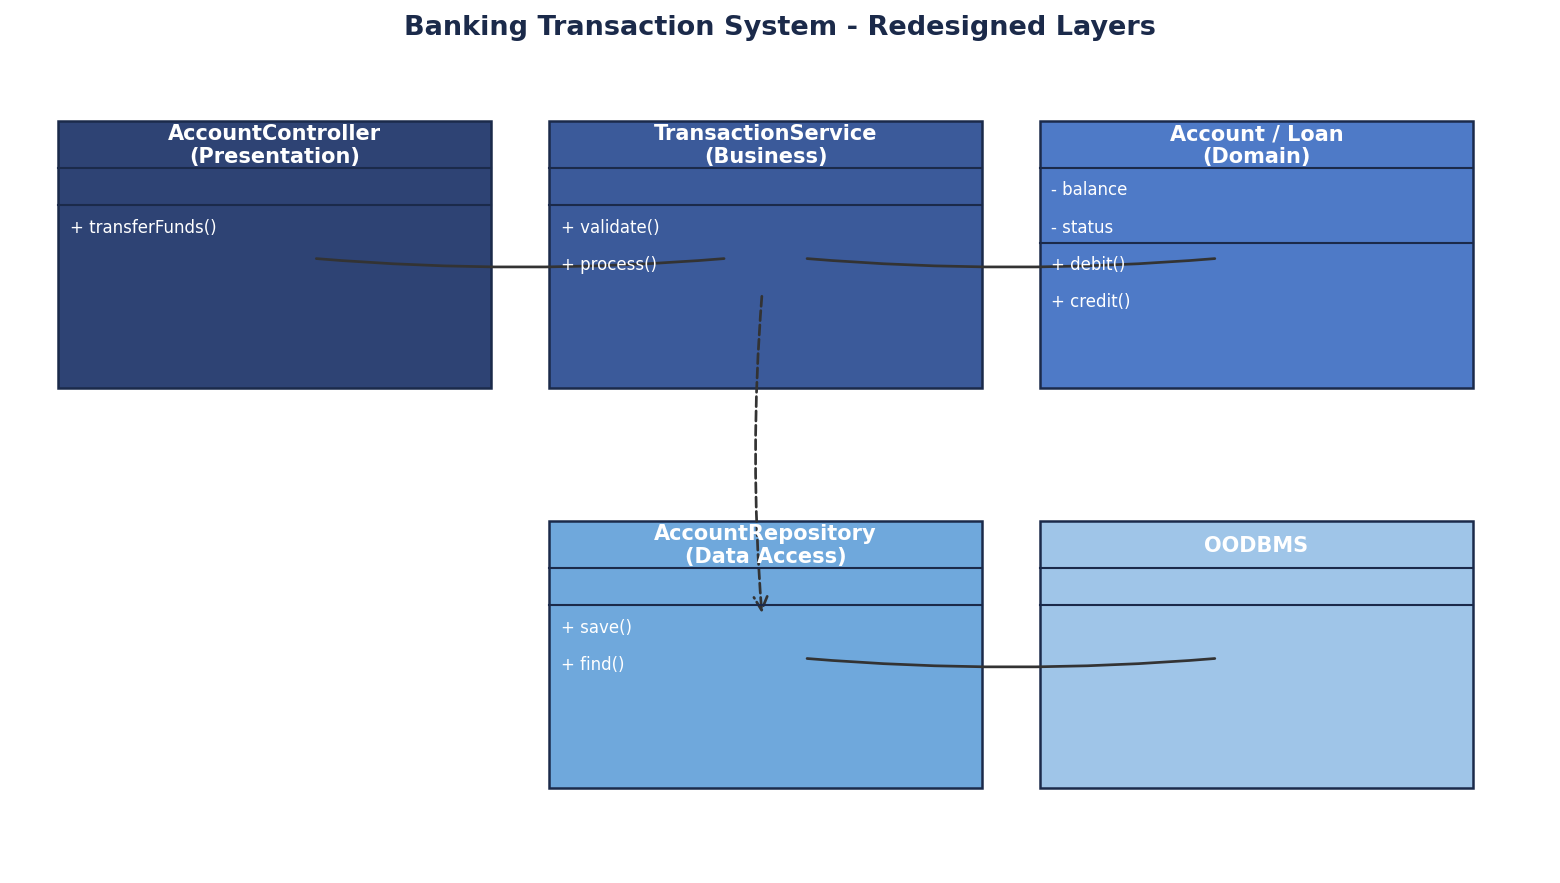 Banking Transaction System - Redesigned Layers
AccountController
(Presentation)
+ transferFunds()
TransactionService
(Business)
+ validate()
+ process()
Account / Loan
(Domain)
- balance
- status
+ debit()
+ credit()
AccountRepository
(Data Access)
+ save()
+ find()
OODBMS